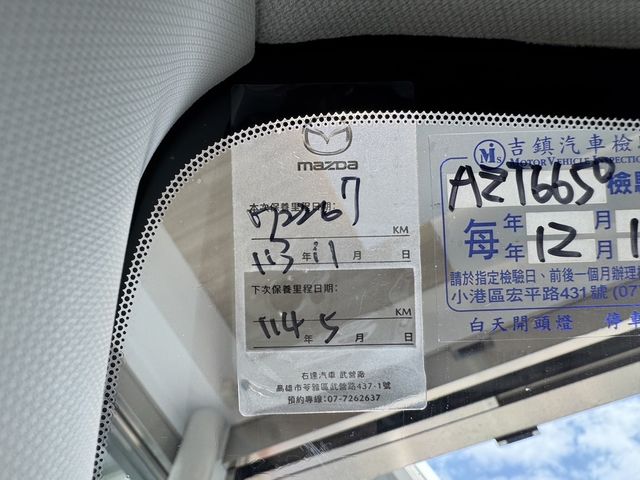 mazda
本次保養里程日期:
KM
113年11月 日
下次保養里程日期:
KM
114年5月 日
右達汽車 武營廠
高雄市苓雅區武營路437-1號
預約專線:07-7262637
吉鎮汽車檢
MOTOR VEHICLE INSPECTION
AZT6650
每年 年
12月
請於指定檢驗日、前後一個月辦理
小港區宏平路431號 (07
白天開頭燈 停車